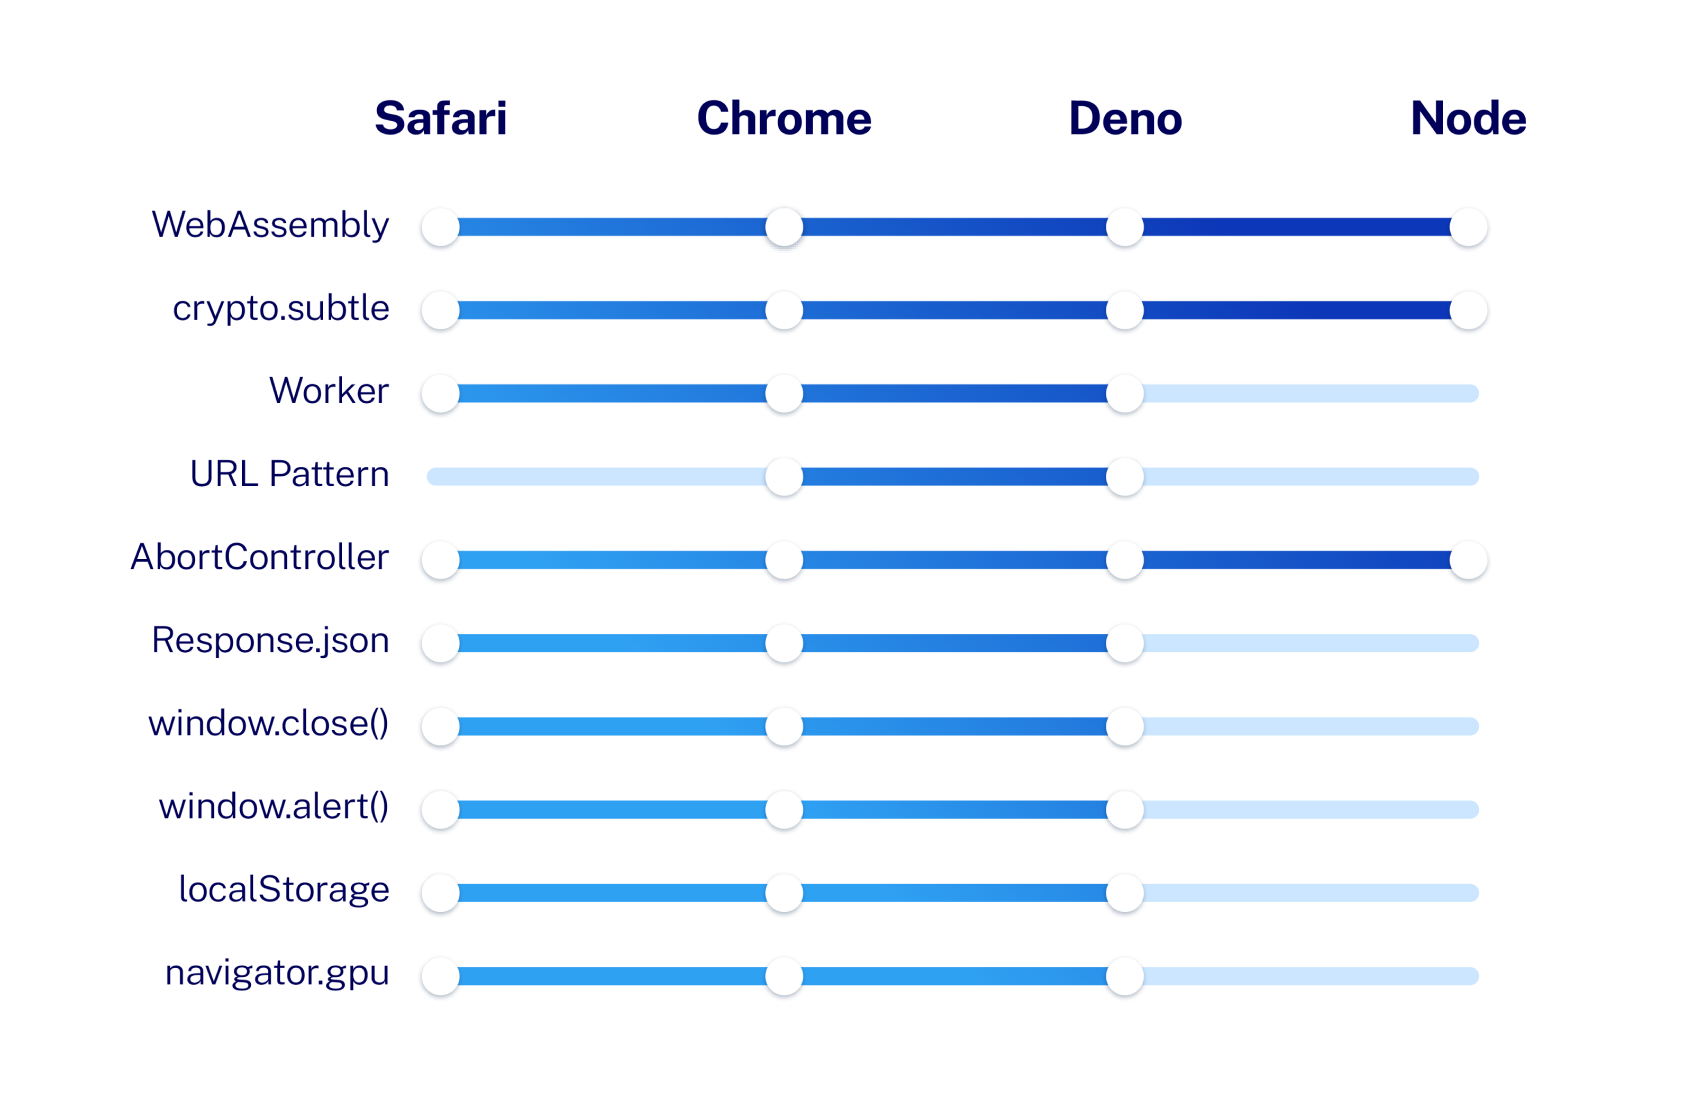 Safari Chrome Deno Node
WebAssembly
crypto.subtle
Worker
URL Pattern
AbortController
Response.json
window.close()
window.alert()
localStorage
navigator.gpu